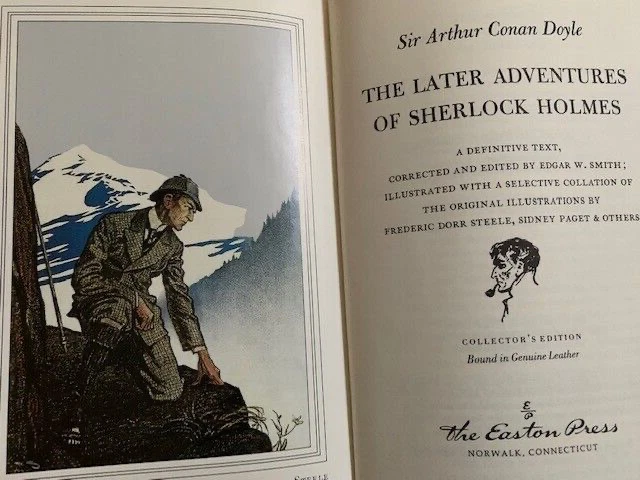 Sir Arthur Conan Doyle
THE LATER ADVENTURES
OF SHERLOCK HOLMES
A DEFINITIVE TEXT,
CORRECTED AND EDITED BY EDGAR W. SMITH;
ILLUSTRATED WITH A SELECTIVE COLLATION OF
THE ORIGINAL ILLUSTRATIONS BY
FREDERIC DORR STEELE, SIDNEY PAGET & OTHERS
COLLECTOR'S EDITION
Bound in Genuine Leather
E/P
the Easton Press
NORWALK, CONNECTICUT
STEELE